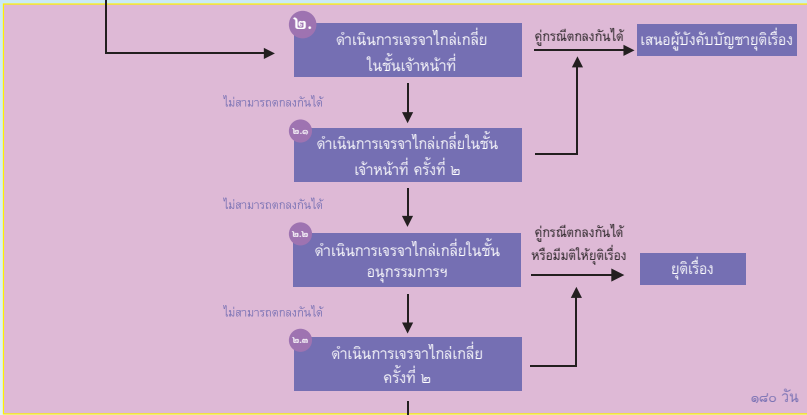 ๒.
ดำเนินการเจรจาไกล่เกลี่ย
ในชั้นเจ้าหน้าที่
คู่กรณีตกลงกันได้
เสนอผู้บังคับบัญชายุติเรื่อง
ไม่สามารถตกลงกันได้
๒.๑
ดำเนินการเจรจาไกล่เกลี่ยในชั้น
เจ้าหน้าที่ ครั้งที่ ๒
ไม่สามารถตกลงกันได้
๒.๒
ดำเนินการเจรจาไกล่เกลี่ยในชั้น
อนุกรรมการฯ
คู่กรณีตกลงกันได้
หรือมีมติให้ยุติเรื่อง
ยุติเรื่อง
ไม่สามารถตกลงกันได้
๒.๓
ดำเนินการเจรจาไกล่เกลี่ย
ครั้งที่ ๒
๑๘๐ วัน